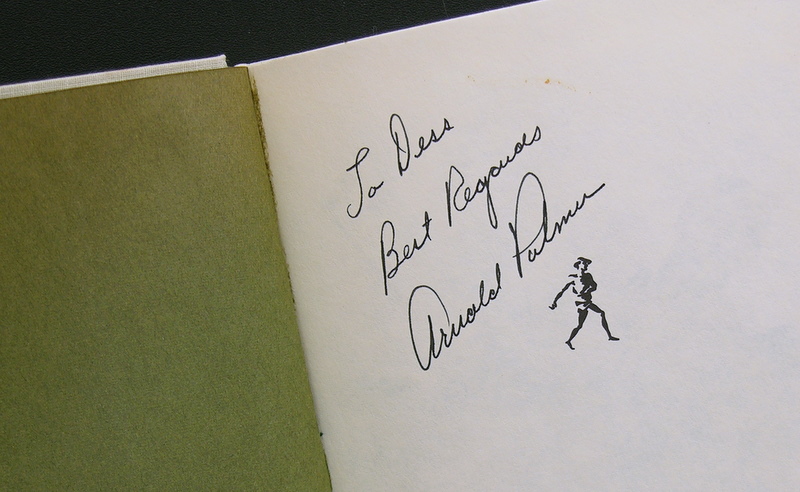 To Dess
Best Regards
Arnold Palmer